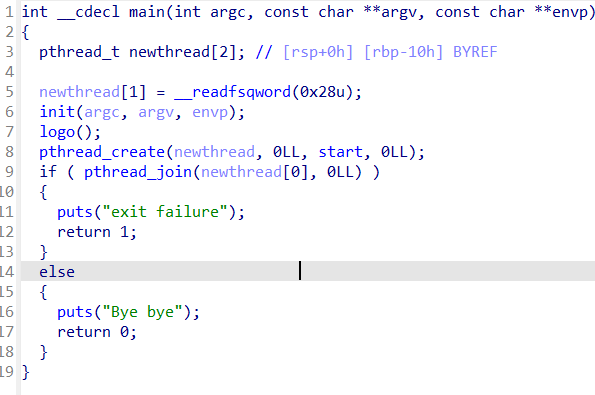 1 int __cdecl main(int argc, const char **argv, const char **envp)
2 {
3 pthread_t newthread[2]; // [rsp+0h] [rbp-10h] BYREF
4
5 newthread[1] = __readfsqword(0x28u);
6 init(argc, argv, envp);
7 logo();
8 pthread_create(newthread, 0LL, start, 0LL);
9 if ( pthread_join(newthread[0], 0LL) )
10 {
11 puts("exit failure");
12 return 1;
13 }
14 else
15 {
16 puts("Bye bye");
17 return 0;
18 }
19 }